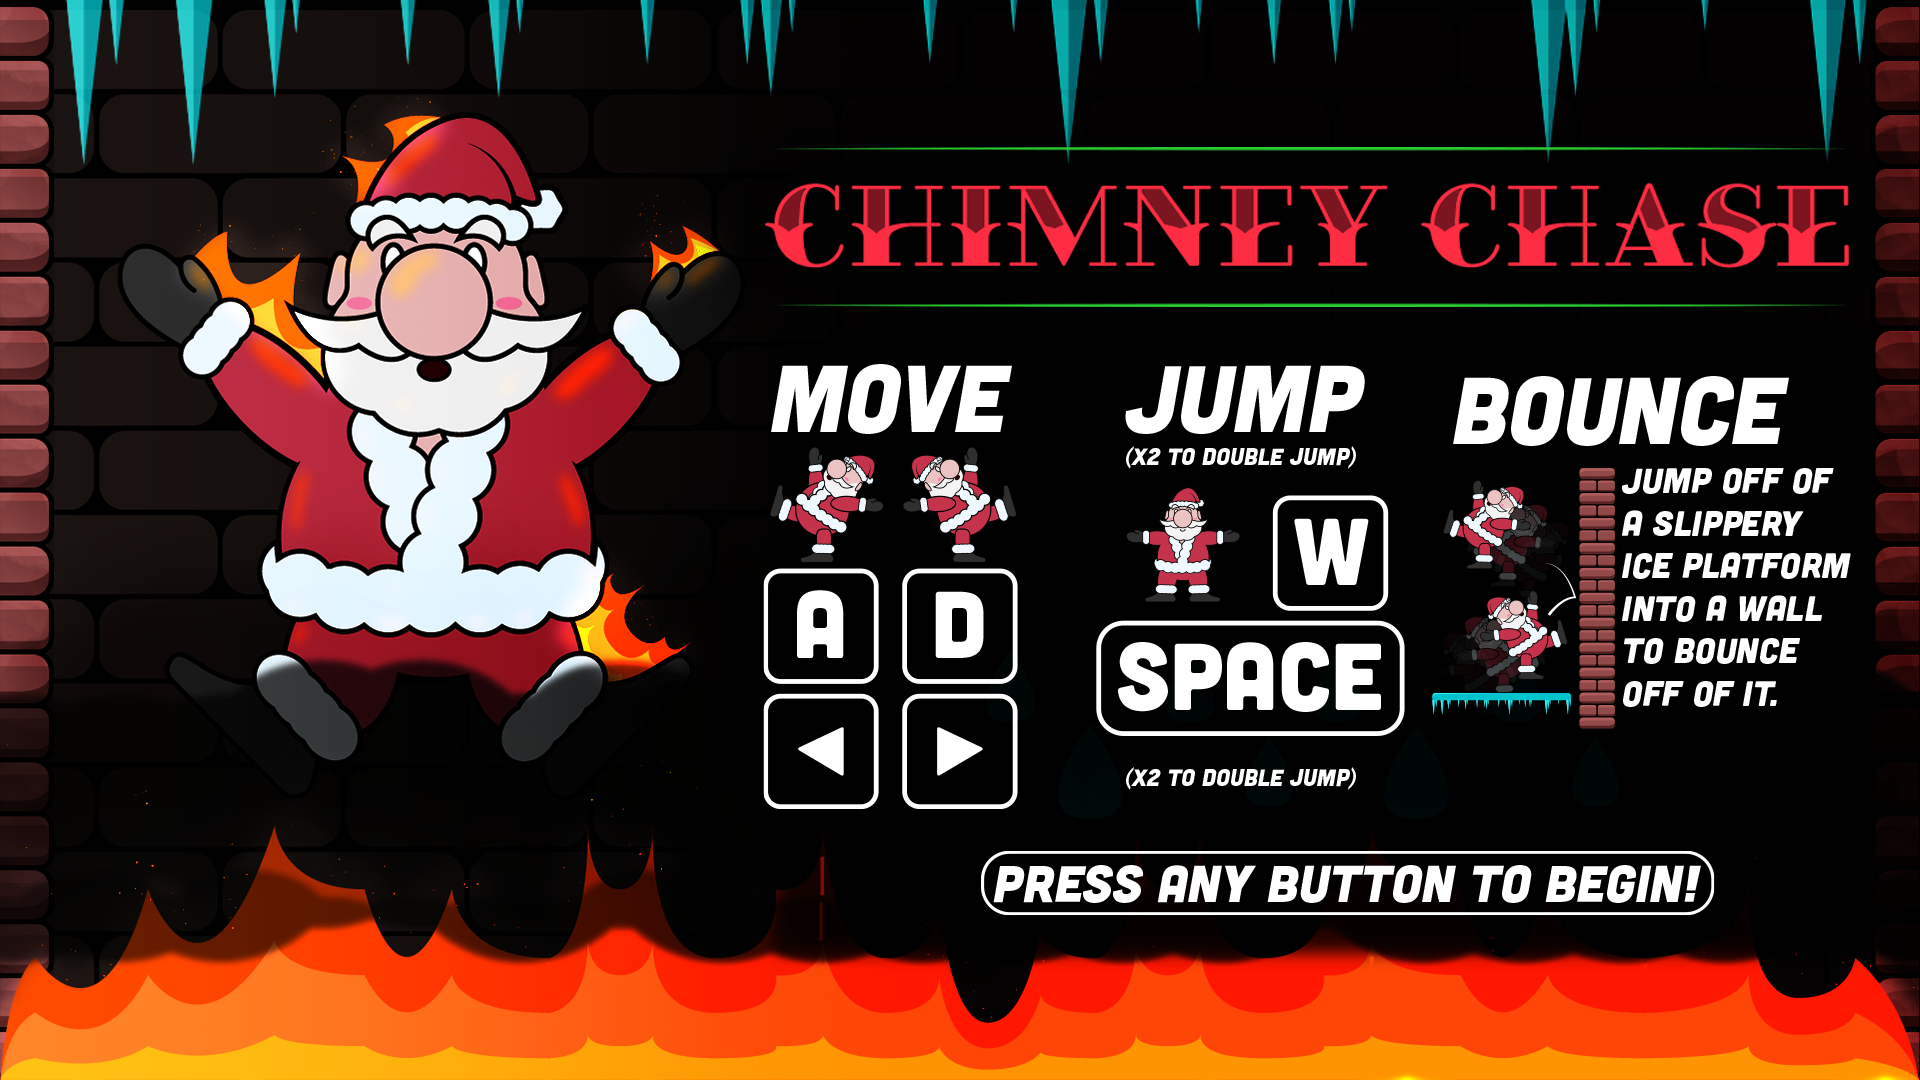 CHIMNEY CHASE
MOVE
A D
JUMP
(X2 TO DOUBLE JUMP)
W
SPACE
(X2 TO DOUBLE JUMP)
BOUNCE
JUMP OFF OF
A SLIPPERY
ICE PLATFORM
INTO A WALL
TO BOUNCE
OFF OF IT.
PRESS ANY BUTTON TO BEGIN!